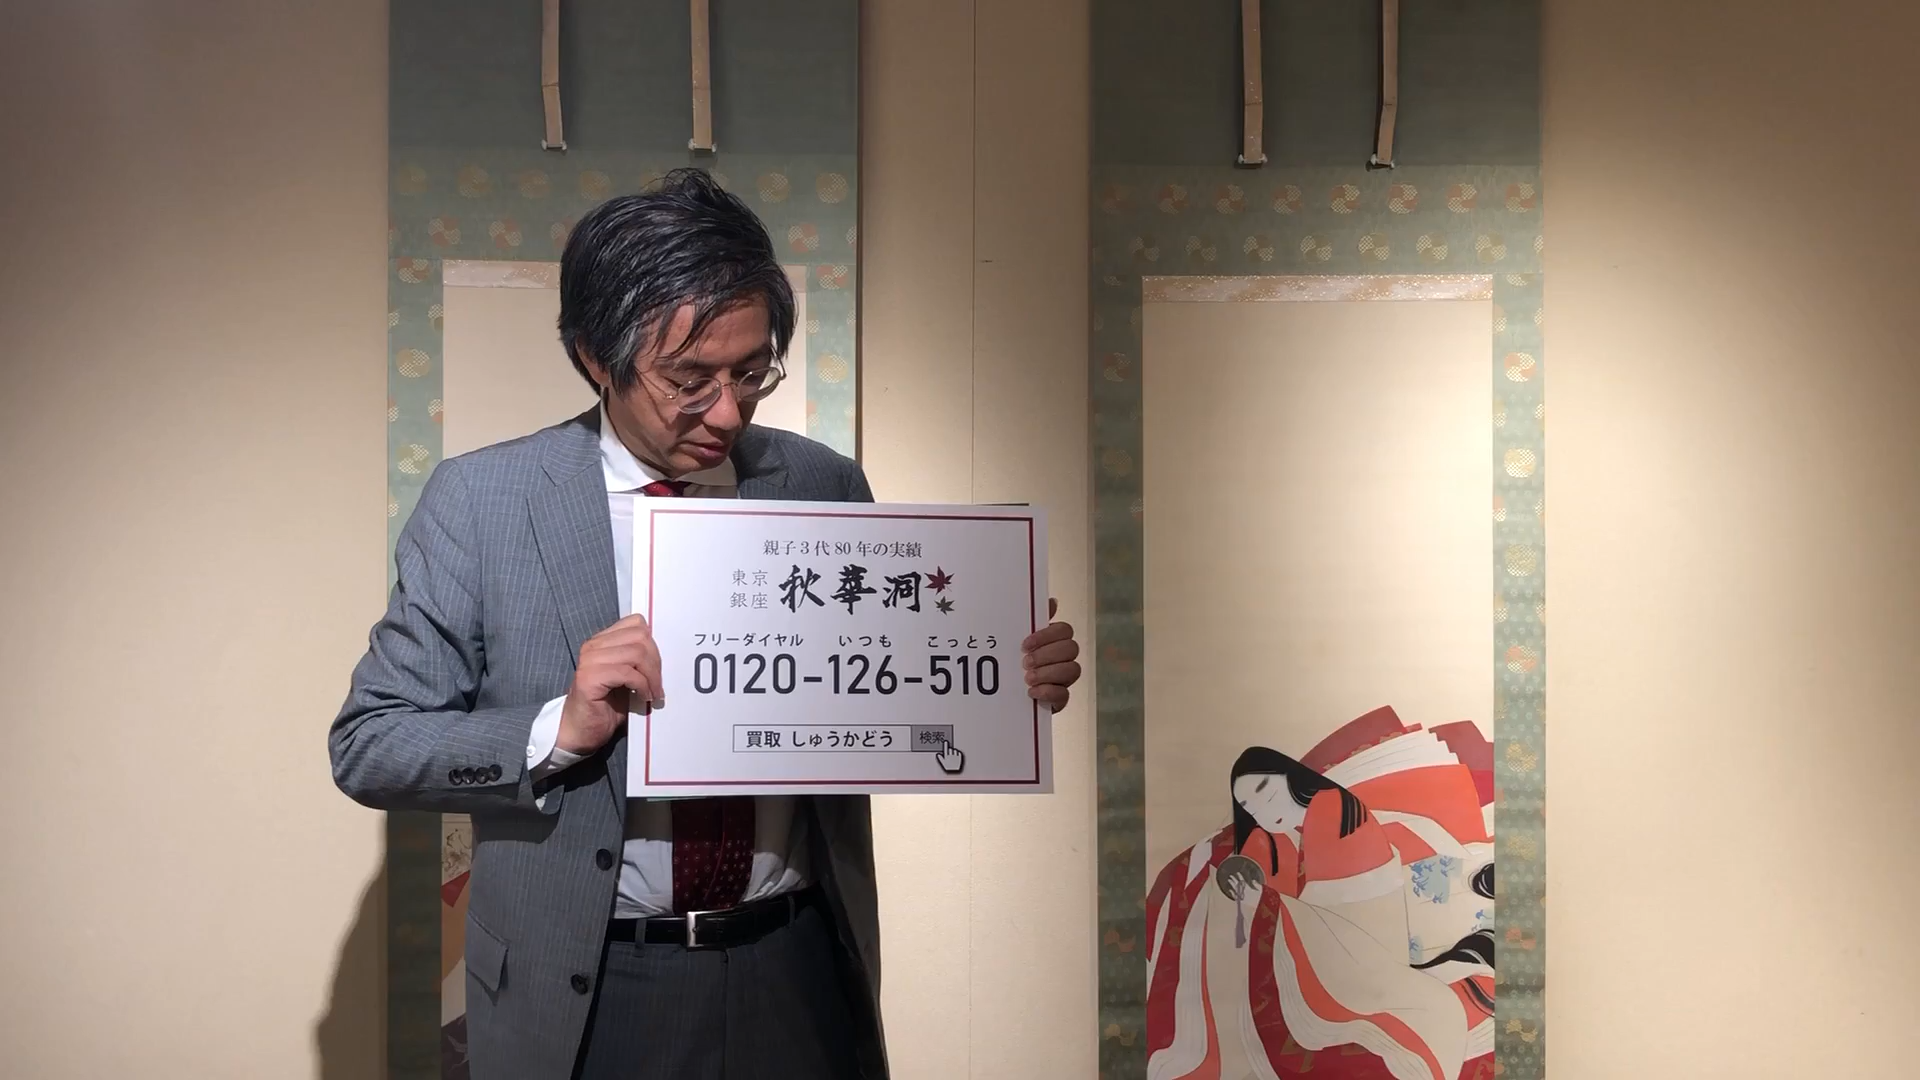 親子3代80年の実績
東京
銀座
秋華洞
フリーダイヤル いつも こっとう
0120-126-510
買取 しゅうかどう 検索